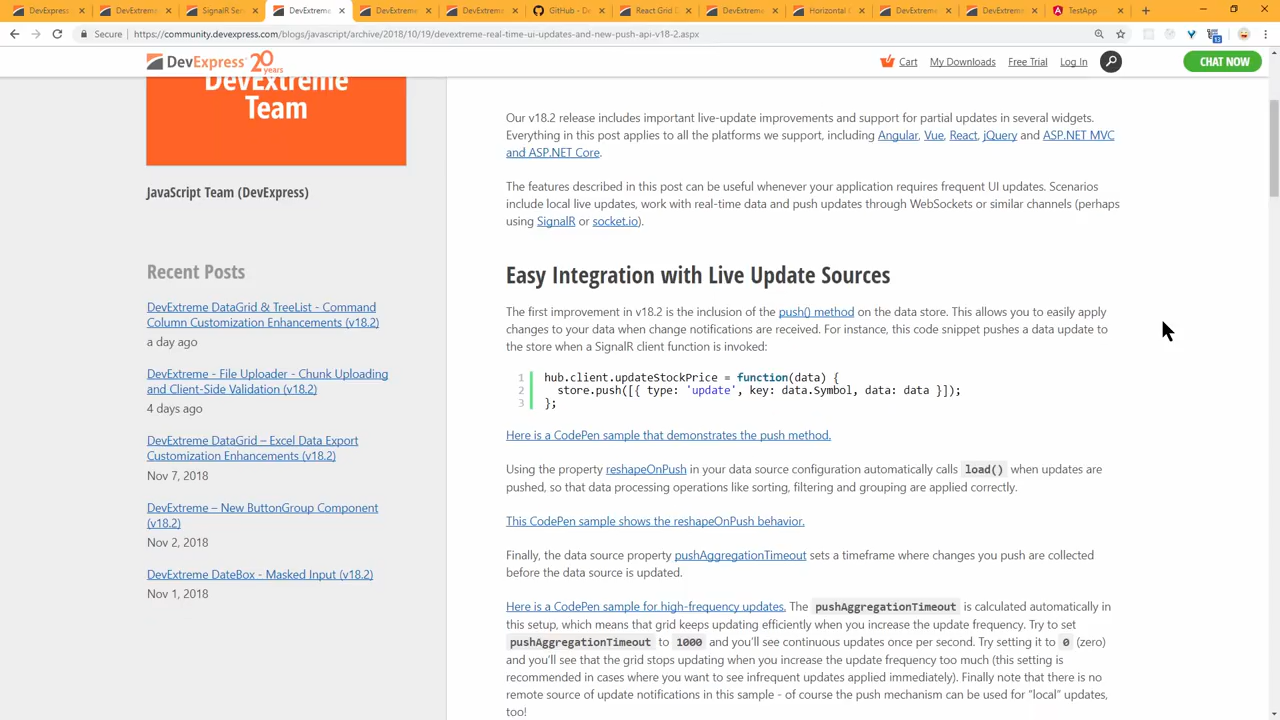 DevExpress
DevExtreme
SignalR Ser
DevExtreme
DevExtreme
DevExtreme
GitHub - De
React Grid D
DevExtreme
Horizontal C
DevExtreme
DevExtreme
TestApp
Secure
https://community.devexpress.com/blogs/javascript/archive/2018/10/19/devextreme-real-time-ui-updates-and-new-push-api-v18-2.aspx
DevExpress 20 years
Cart
My Downloads
Free Trial
Log In
CHAT NOW
DevExtreme
Team
JavaScript Team (DevExpress)
Recent Posts
DevExtreme DataGrid & TreeList - Command
Column Customization Enhancements (v18.2)
a day ago
DevExtreme - File Uploader - Chunk Uploading
and Client-Side Validation (v18.2)
4 days ago
DevExtreme DataGrid – Excel Data Export
Customization Enhancements (v18.2)
Nov 7, 2018
DevExtreme – New ButtonGroup Component
(v18.2)
Nov 2, 2018
DevExtreme DateBox - Masked Input (v18.2)
Nov 1, 2018
Our v18.2 release includes important live-update improvements and support for partial updates in several widgets.
Everything in this post applies to all the platforms we support, including Angular, Vue, React, jQuery and ASP.NET MVC
and ASP.NET Core.
The features described in this post can be useful whenever your application requires frequent UI updates. Scenarios
include local live updates, work with real-time data and push updates through WebSockets or similar channels (perhaps
using SignalR or socket.io).
Easy Integration with Live Update Sources
The first improvement in v18.2 is the inclusion of the push() method on the data store. This allows you to easily apply
changes to your data when change notifications are received. For instance, this code snippet pushes a data update to
the store when a SignalR client function is invoked:
1 hub.client.updateStockPrice = function(data) {
2 store.push([{ type: 'update', key: data.Symbol, data: data }]);
3 };
Here is a CodePen sample that demonstrates the push method.
Using the property reshapeOnPush in your data source configuration automatically calls load() when updates are
pushed, so that data processing operations like sorting, filtering and grouping are applied correctly.
This CodePen sample shows the reshapeOnPush behavior.
Finally, the data source property pushAggregationTimeout sets a timeframe where changes you push are collected
before the data source is updated.
Here is a CodePen sample for high-frequency updates. The pushAggregationTimeout is calculated automatically in
this setup, which means that grid keeps updating efficiently when you increase the update frequency. Try to set
pushAggregationTimeout to 1000 and you'll see continuous updates once per second. Try setting it to 0 (zero)
and you'll see that the grid stops updating when you increase the update frequency too much (this setting is
recommended in cases where you want to see infrequent updates applied immediately). Finally note that there is no
remote source of update notifications in this sample - of course the push mechanism can be used for "local" updates,
too!